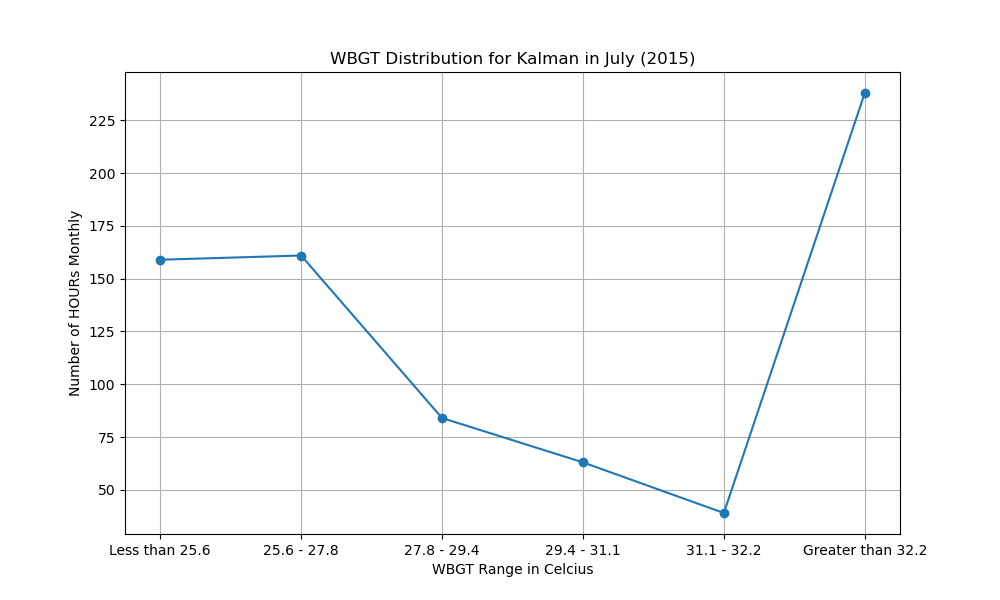 WBGT Distribution for Kalman in July (2015)
Number of HOURs Monthly
225
200
175
150
125
100
75
50
Less than 25.6
25.6 - 27.8
27.8 - 29.4
29.4 - 31.1
31.1 - 32.2
Greater than 32.2
WBGT Range in Celcius